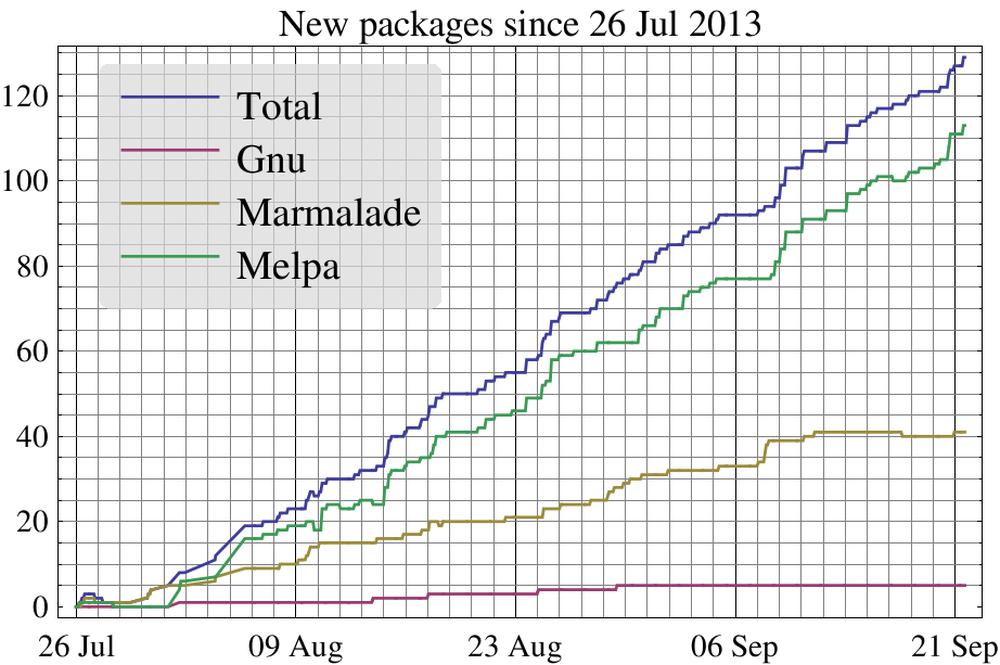 New packages since 26 Jul 2013
Total
Gnu
Marmalade
Melpa
120
100
80
60
40
20
0
26 Jul 09 Aug 23 Aug 06 Sep 21 Sep